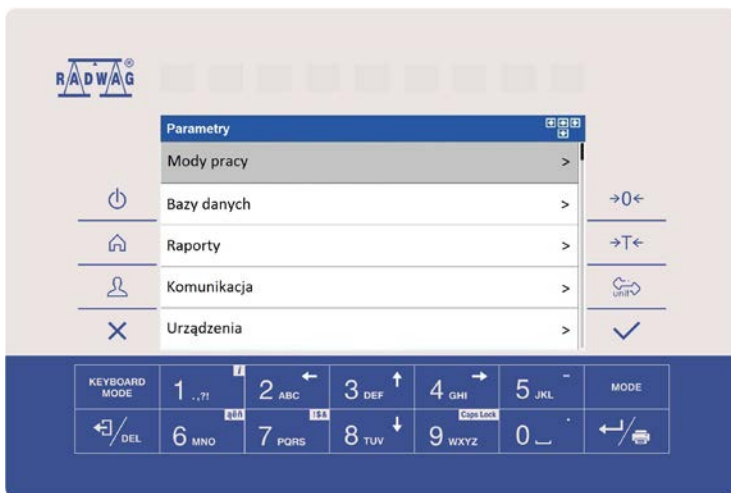 RADWAG®
Parametry
Mody pracy >
Bazy danych >
Raporty >
Komunikacja >
Urządzenia >
→0←
→T←
unit
KEYBOARD MODE
1 .,?! i
2 ABC ←
3 DEF ↑
4 GHI →
5 JKL -
MODE
DEL
6 MNO ąëñ
7 PQRS !$&
8 TUV ↓
9 WXYZ Caps Lock
0 .